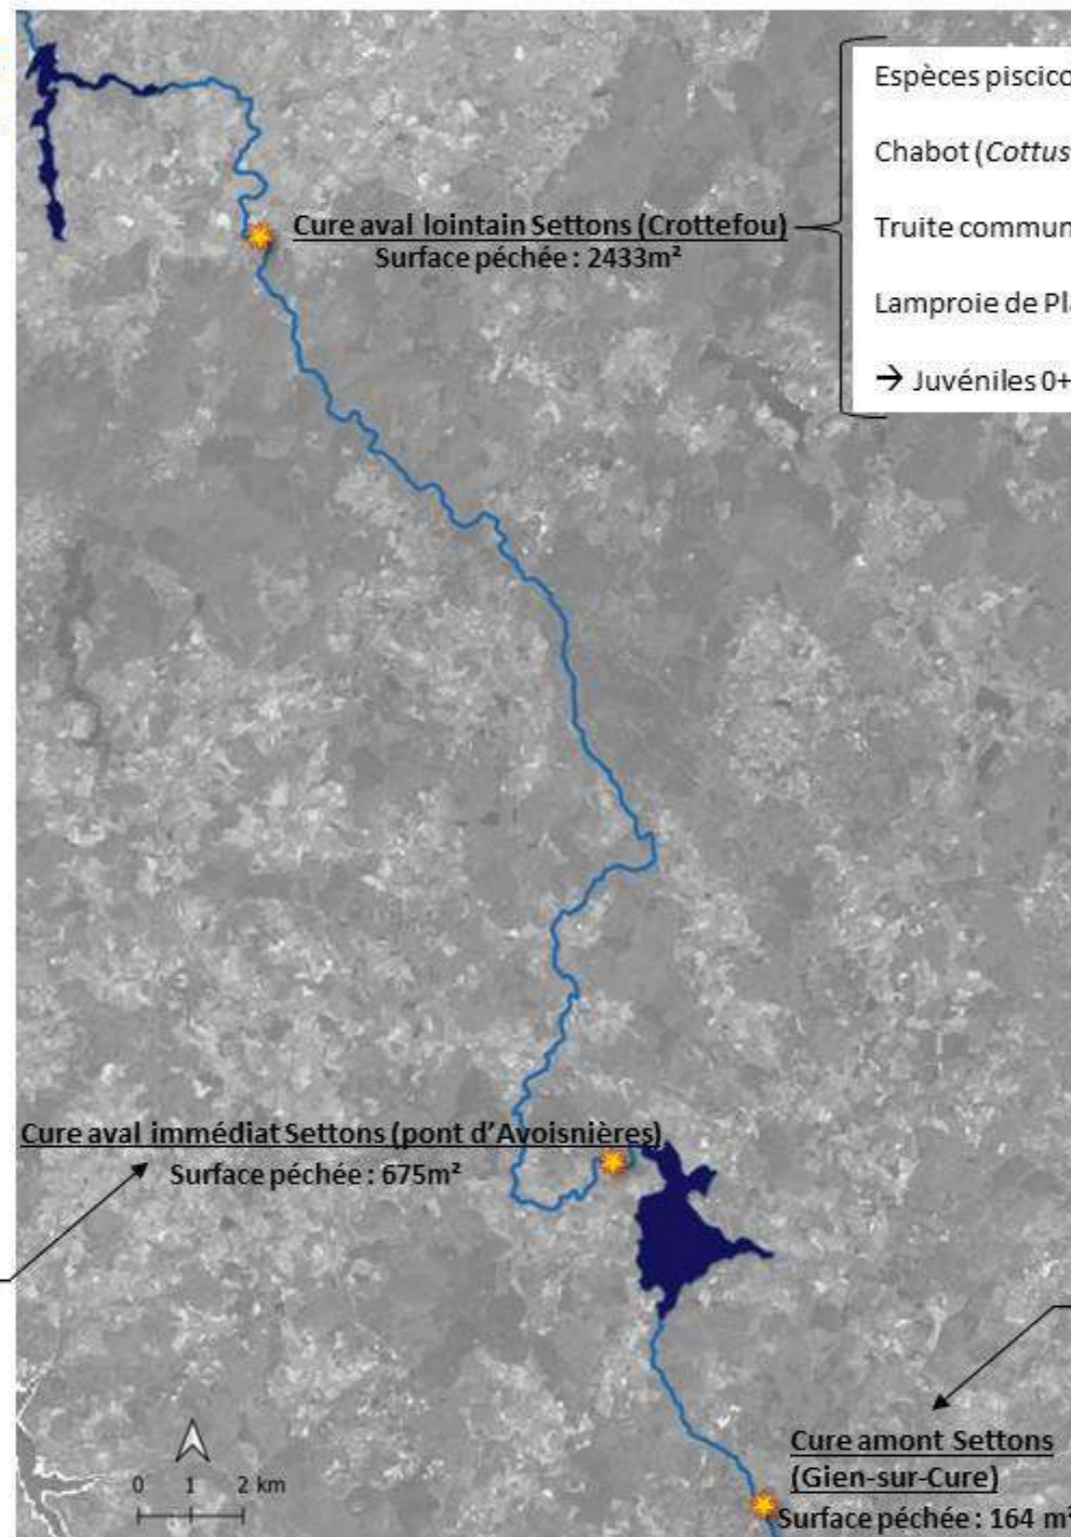 Espèces piscico
Chabot (Cottus
Truite commun
Lamproie de Pla
→ Juvéniles 0+
Cure aval lointain Settons (Crottefou)
Surface péchée : 2433m²
Cure aval immédiat Settons (pont d'Avoisnières)
Surface péchée : 675m²
Cure amont Settons
(Gien-sur-Cure)
Surface péchée : 164 m²
0 1 2 km